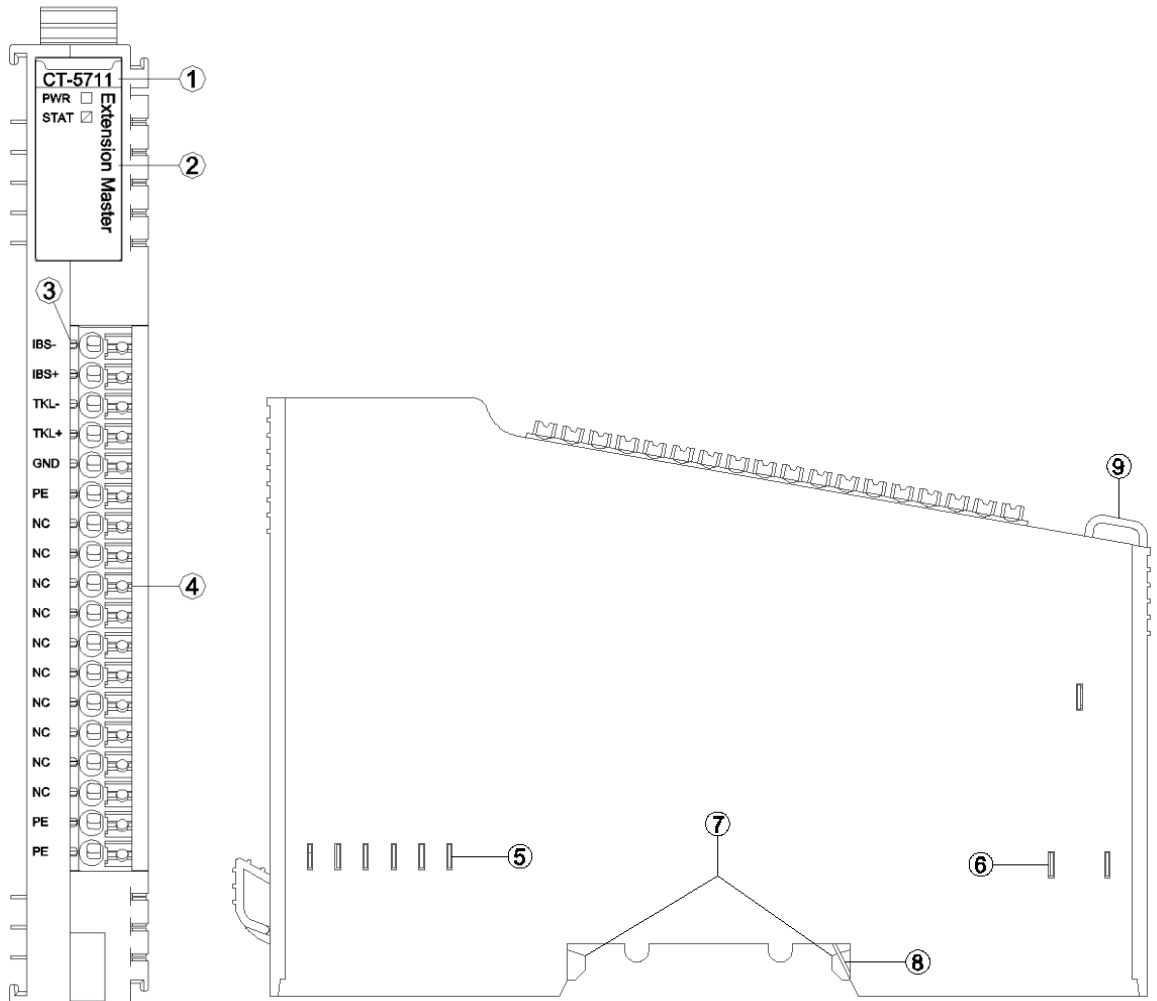 CT-5711
PWR
STAT
Extension Master
1
2
3
IBS-
IBS+
TKL-
TKL+
GND
PE
NC
NC
NC
NC
NC
NC
NC
NC
NC
NC
PE
PE
4
5
6
7
8
9